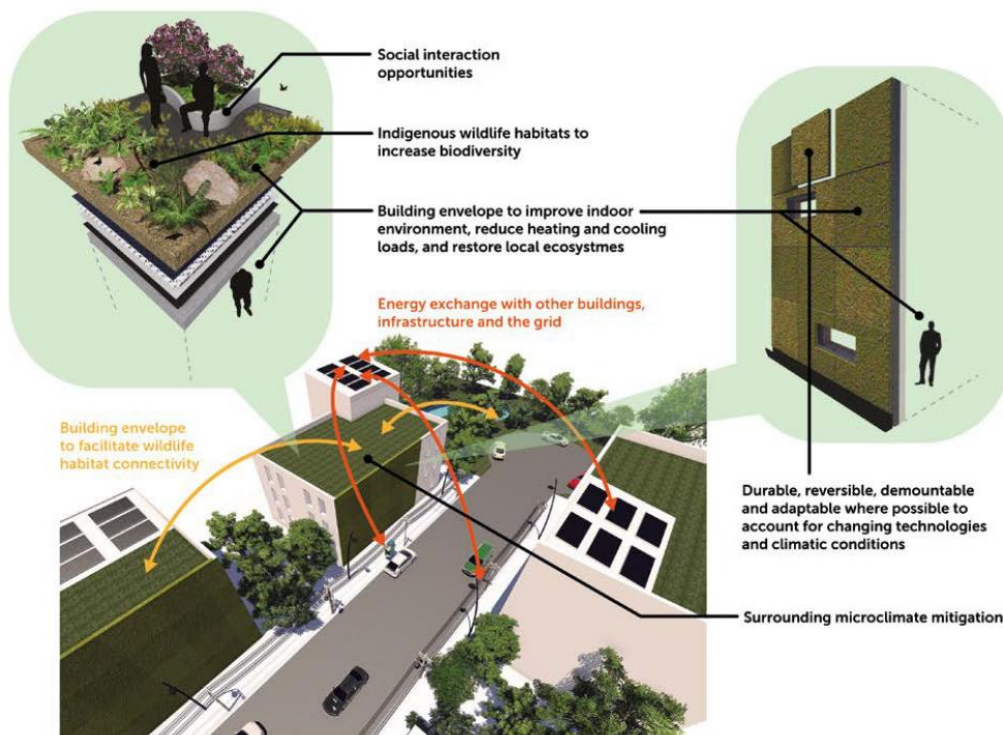 Social interaction
opportunities
Indigenous wildlife habitats to
increase biodiversity
Building envelope to improve indoor
environment, reduce heating and cooling
loads, and restore local ecosystmes
Energy exchange with other buildings,
infrastructure and the grid
Building envelope
to facilitate wildlife
habitat connectivity
Durable, reversible, demountable
and adaptable where possible to
account for changing technologies
and climatic conditions
Surrounding microclimate mitigation